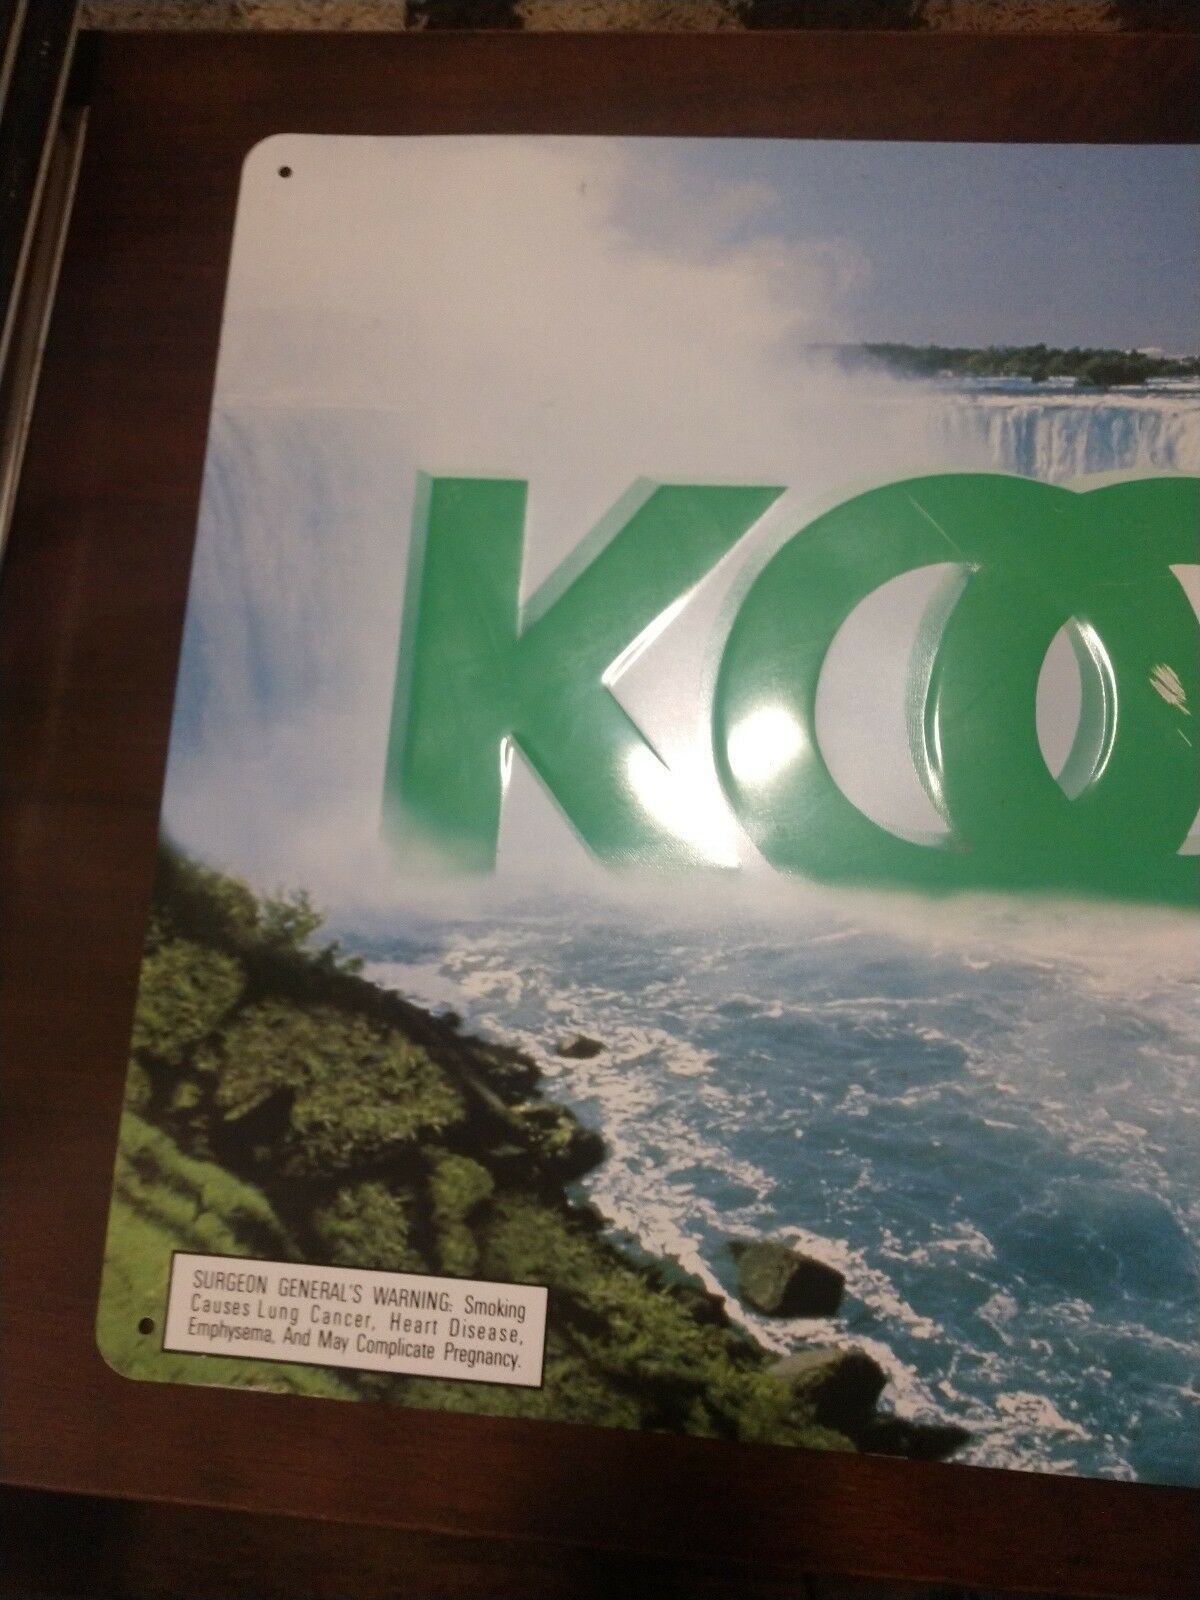 KOO
SURGEON GENERAL'S WARNING: Smoking
Causes Lung Cancer, Heart Disease,
Emphysema, And May Complicate Pregnancy.